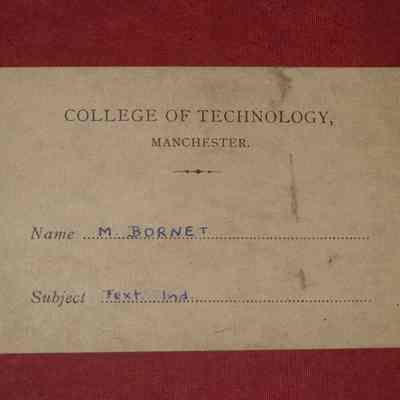 COLLEGE OF TECHNOLOGY,
MANCHESTER.
Name M. BORNET
Subject Text Ind